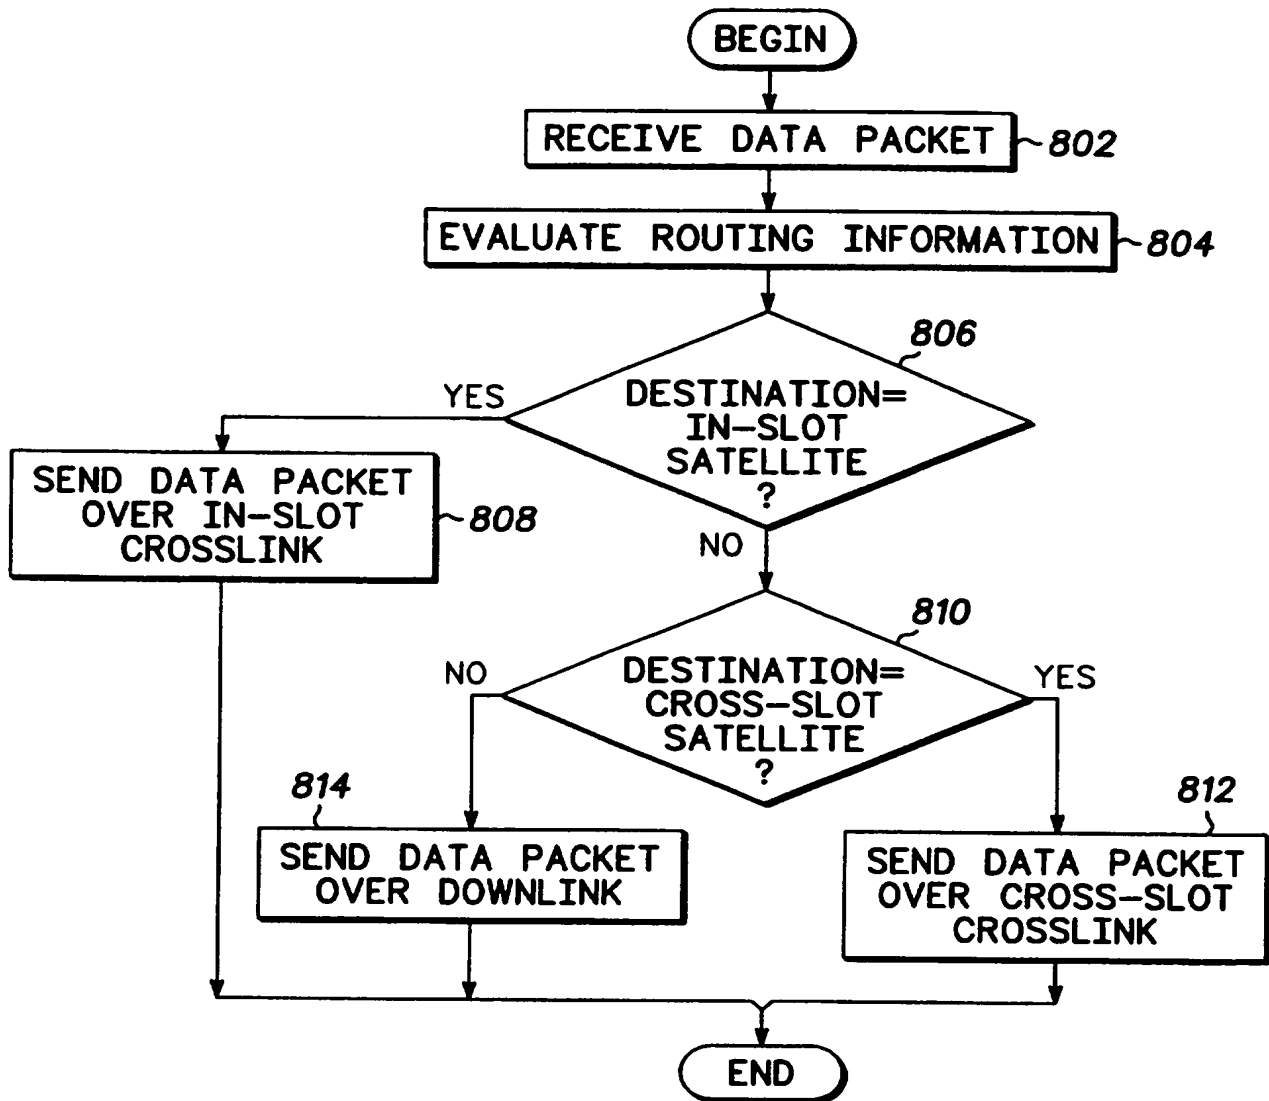 BEGIN
RECEIVE DATA PACKET
802
EVALUATE ROUTING INFORMATION
804
806
DESTINATION=
IN-SLOT
SATELLITE
?
YES
SEND DATA PACKET
OVER IN-SLOT
CROSSLINK
808
NO
810
DESTINATION=
CROSS-SLOT
SATELLITE
?
NO
YES
814
SEND DATA PACKET
OVER DOWNLINK
812
SEND DATA PACKET
OVER CROSS-SLOT
CROSSLINK
END